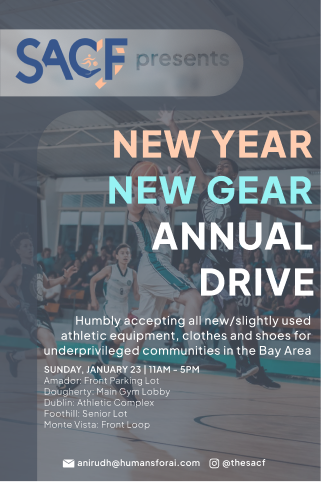 SACF presents
NEW YEAR
NEW GEAR
ANNUAL
DRIVE
Humbly accepting all new/slightly used
athletic equipment, clothes and shoes for
underprivileged communities in the Bay Area
SUNDAY, JANUARY 23 | 11AM - 5PM
Amador: Front Parking Lot
Dougherty: Main Gym Lobby
Dublin: Athletic Complex
Foothill: Senior Lot
Monte Vista: Front Loop
anirudh@humansforai.com @thesacf